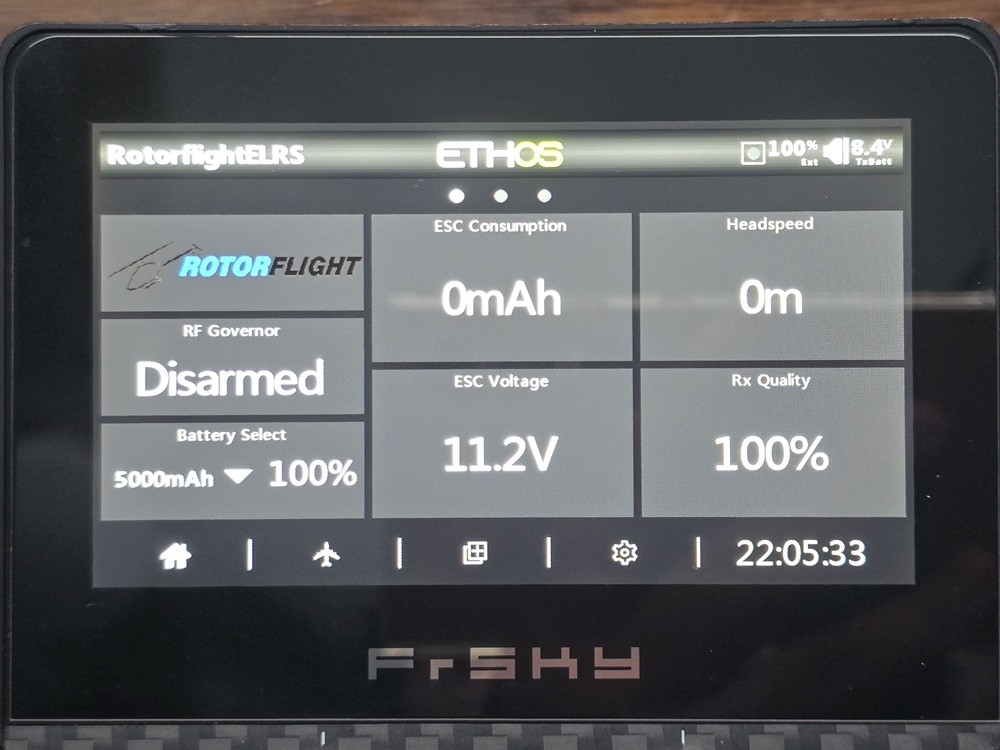 RotorflightELRS
ETHOS
100%
Ext
8.4V
TxBatt
ROTORFLIGHT
RF Governor
Disarmed
Battery Select
5000mAh 100%
ESC Consumption
0mAh
Headspeed
0m
ESC Voltage
11.2V
Rx Quality
100%
22:05:33
FrSKY